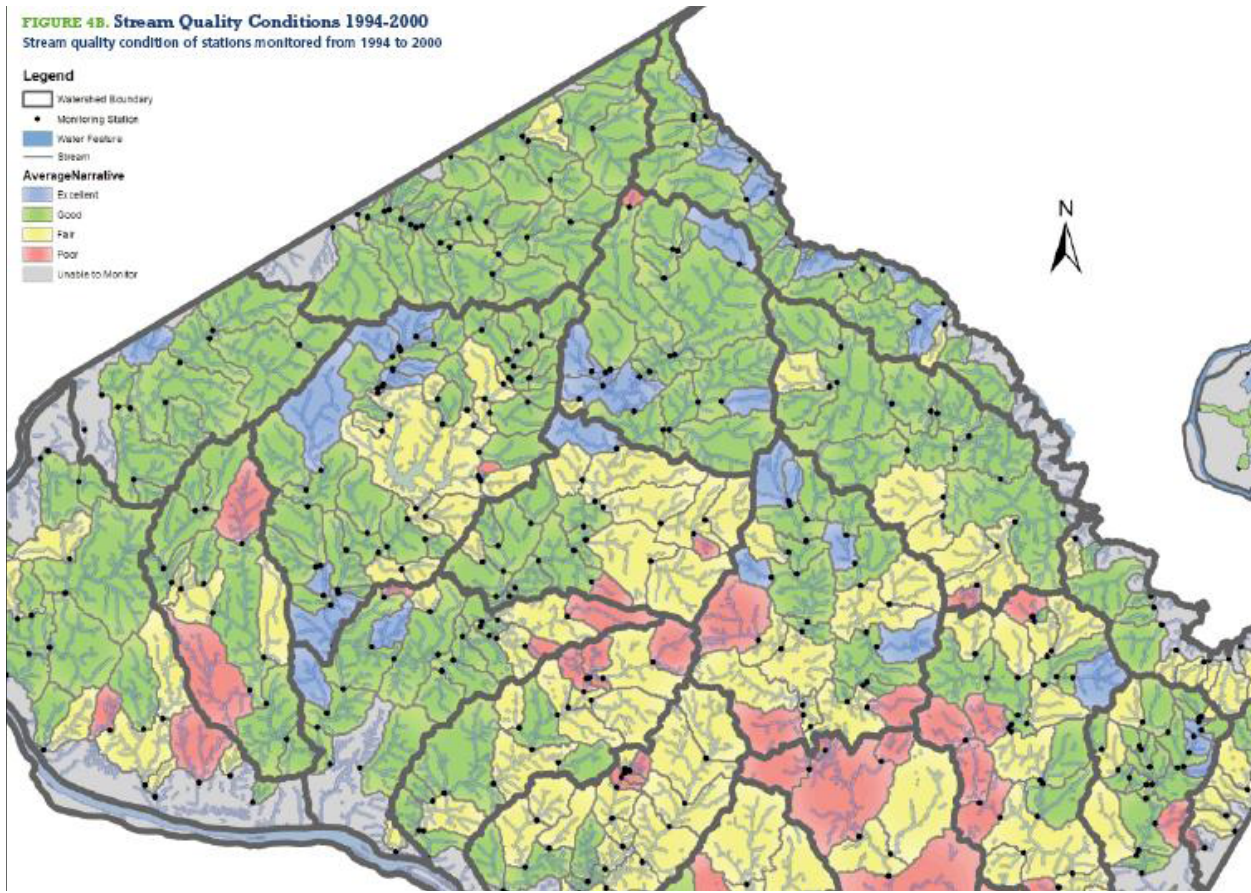 FIGURE 4B. Stream Quality Conditions 1994-2000
Stream quality condition of stations monitored from 1994 to 2000
Legend
Watershed Boundary
Monitoring Station
Water Feature
Stream
AverageNarrative
Excellent
Good
Fair
Poor
Unable to Monitor
N